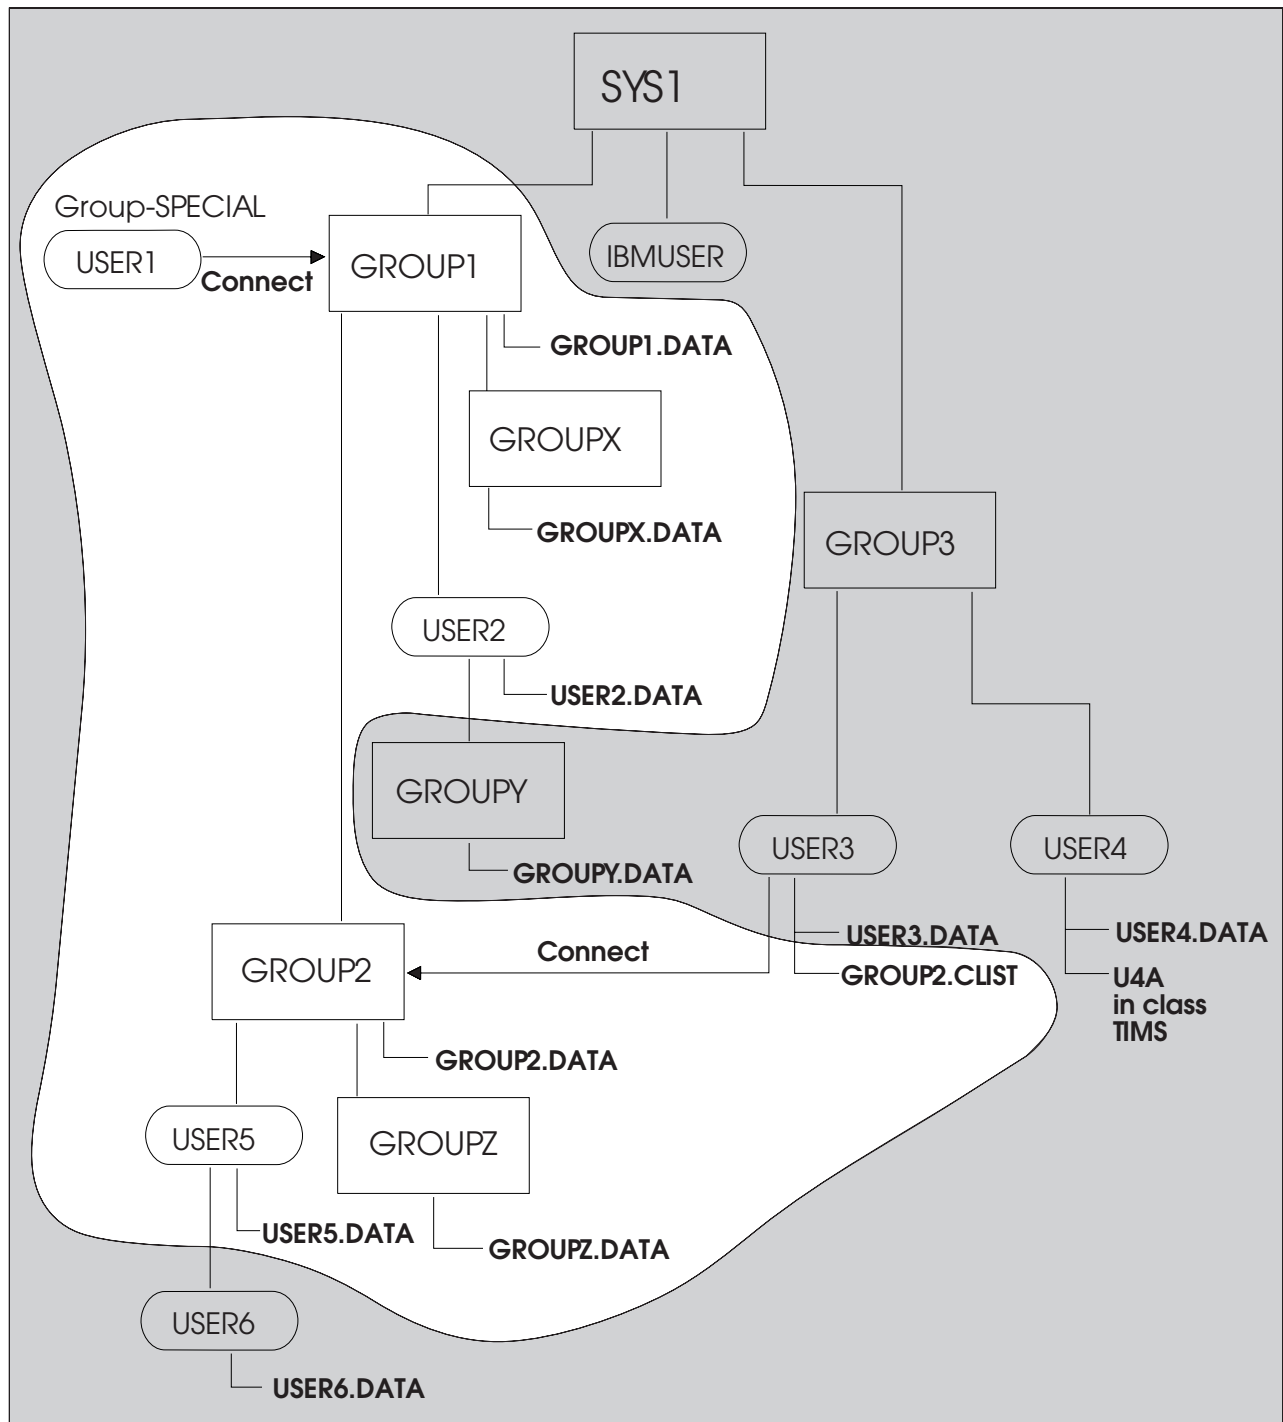 SYS1
Group-SPECIAL
USER1
Connect
GROUP1
IBMUSER
GROUP1.DATA
GROUPX
GROUPX.DATA
GROUP3
USER2
USER2.DATA
GROUPY
GROUPY.DATA
USER3
USER4
USER3.DATA
GROUP2.CLIST
USER4.DATA
U4A
in class
TIMS
Connect
GROUP2
GROUP2.DATA
USER5
GROUPZ
USER5.DATA
GROUPZ.DATA
USER6
USER6.DATA